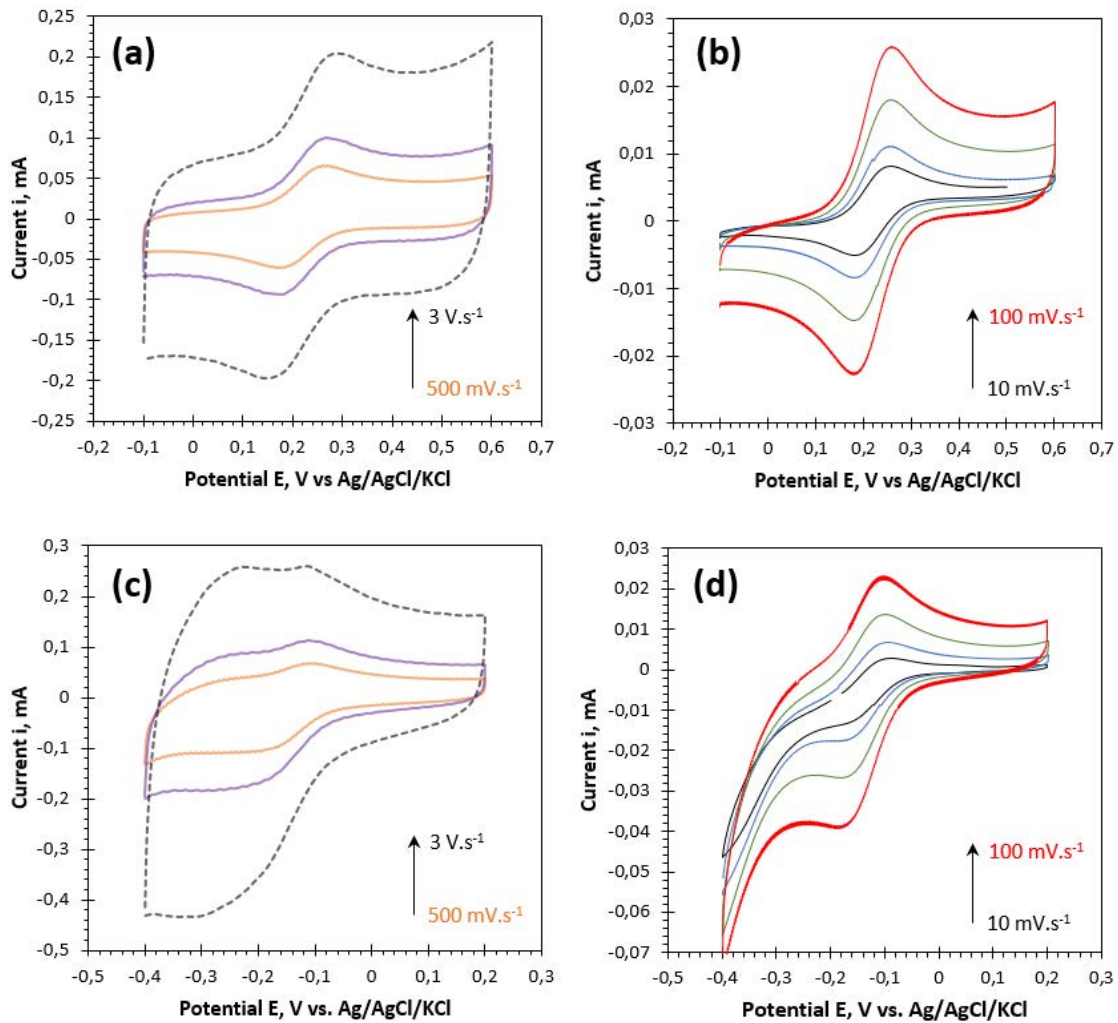 (a)
0,25
0,2
0,15
0,1
0,05
0
-0,05
-0,1
-0,15
-0,2
-0,25
Current i, mA
3 V.s⁻¹
500 mV.s⁻¹
-0,2 -0,1 0 0,1 0,2 0,3 0,4 0,5 0,6 0,7
Potential E, V vs Ag/AgCl/KCl
(b)
0,03
0,02
0,01
0
-0,01
-0,02
-0,03
Current i, mA
100 mV.s⁻¹
10 mV.s⁻¹
-0,2 -0,1 0 0,1 0,2 0,3 0,4 0,5 0,6 0,7
Potential E, V vs Ag/AgCl/KCl
(c)
0,3
0,2
0,1
0
-0,1
-0,2
-0,3
-0,4
-0,5
Current i, mA
3 V.s⁻¹
500 mV.s⁻¹
-0,5 -0,4 -0,3 -0,2 -0,1 0 0,1 0,2 0,3
Potential E, V vs. Ag/AgCl/KCl
(d)
0,03
0,02
0,01
0
-0,01
-0,02
-0,03
-0,04
-0,05
-0,06
-0,07
Current i, mA
100 mV.s⁻¹
10 mV.s⁻¹
-0,5 -0,4 -0,3 -0,2 -0,1 0 0,1 0,2 0,3
Potential E, V vs. Ag/AgCl/KCl